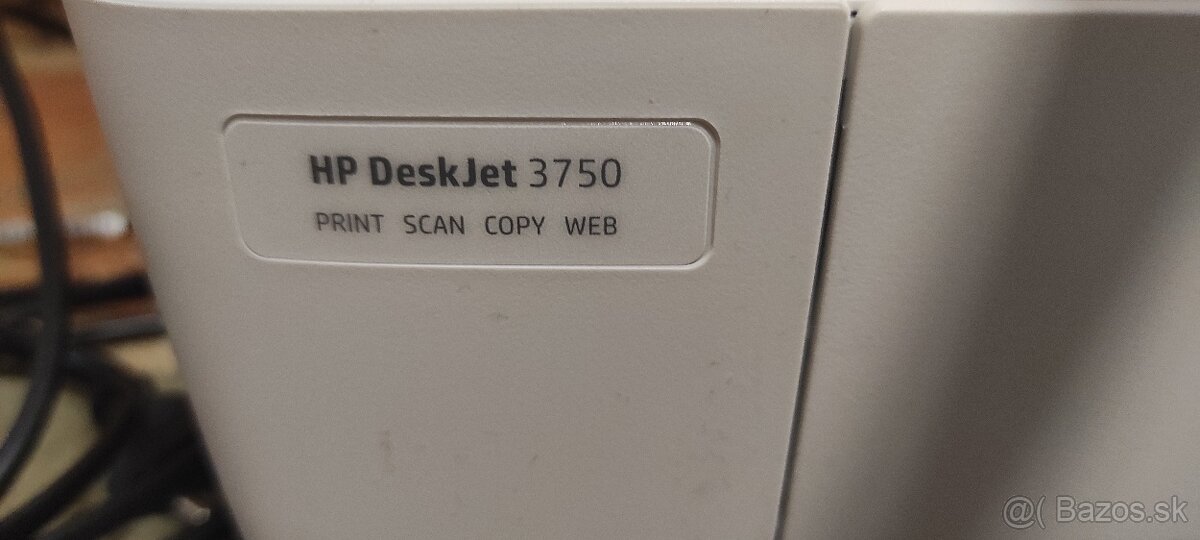 HP DeskJet 3750
PRINT SCAN COPY WEB
@( Bazos.sk